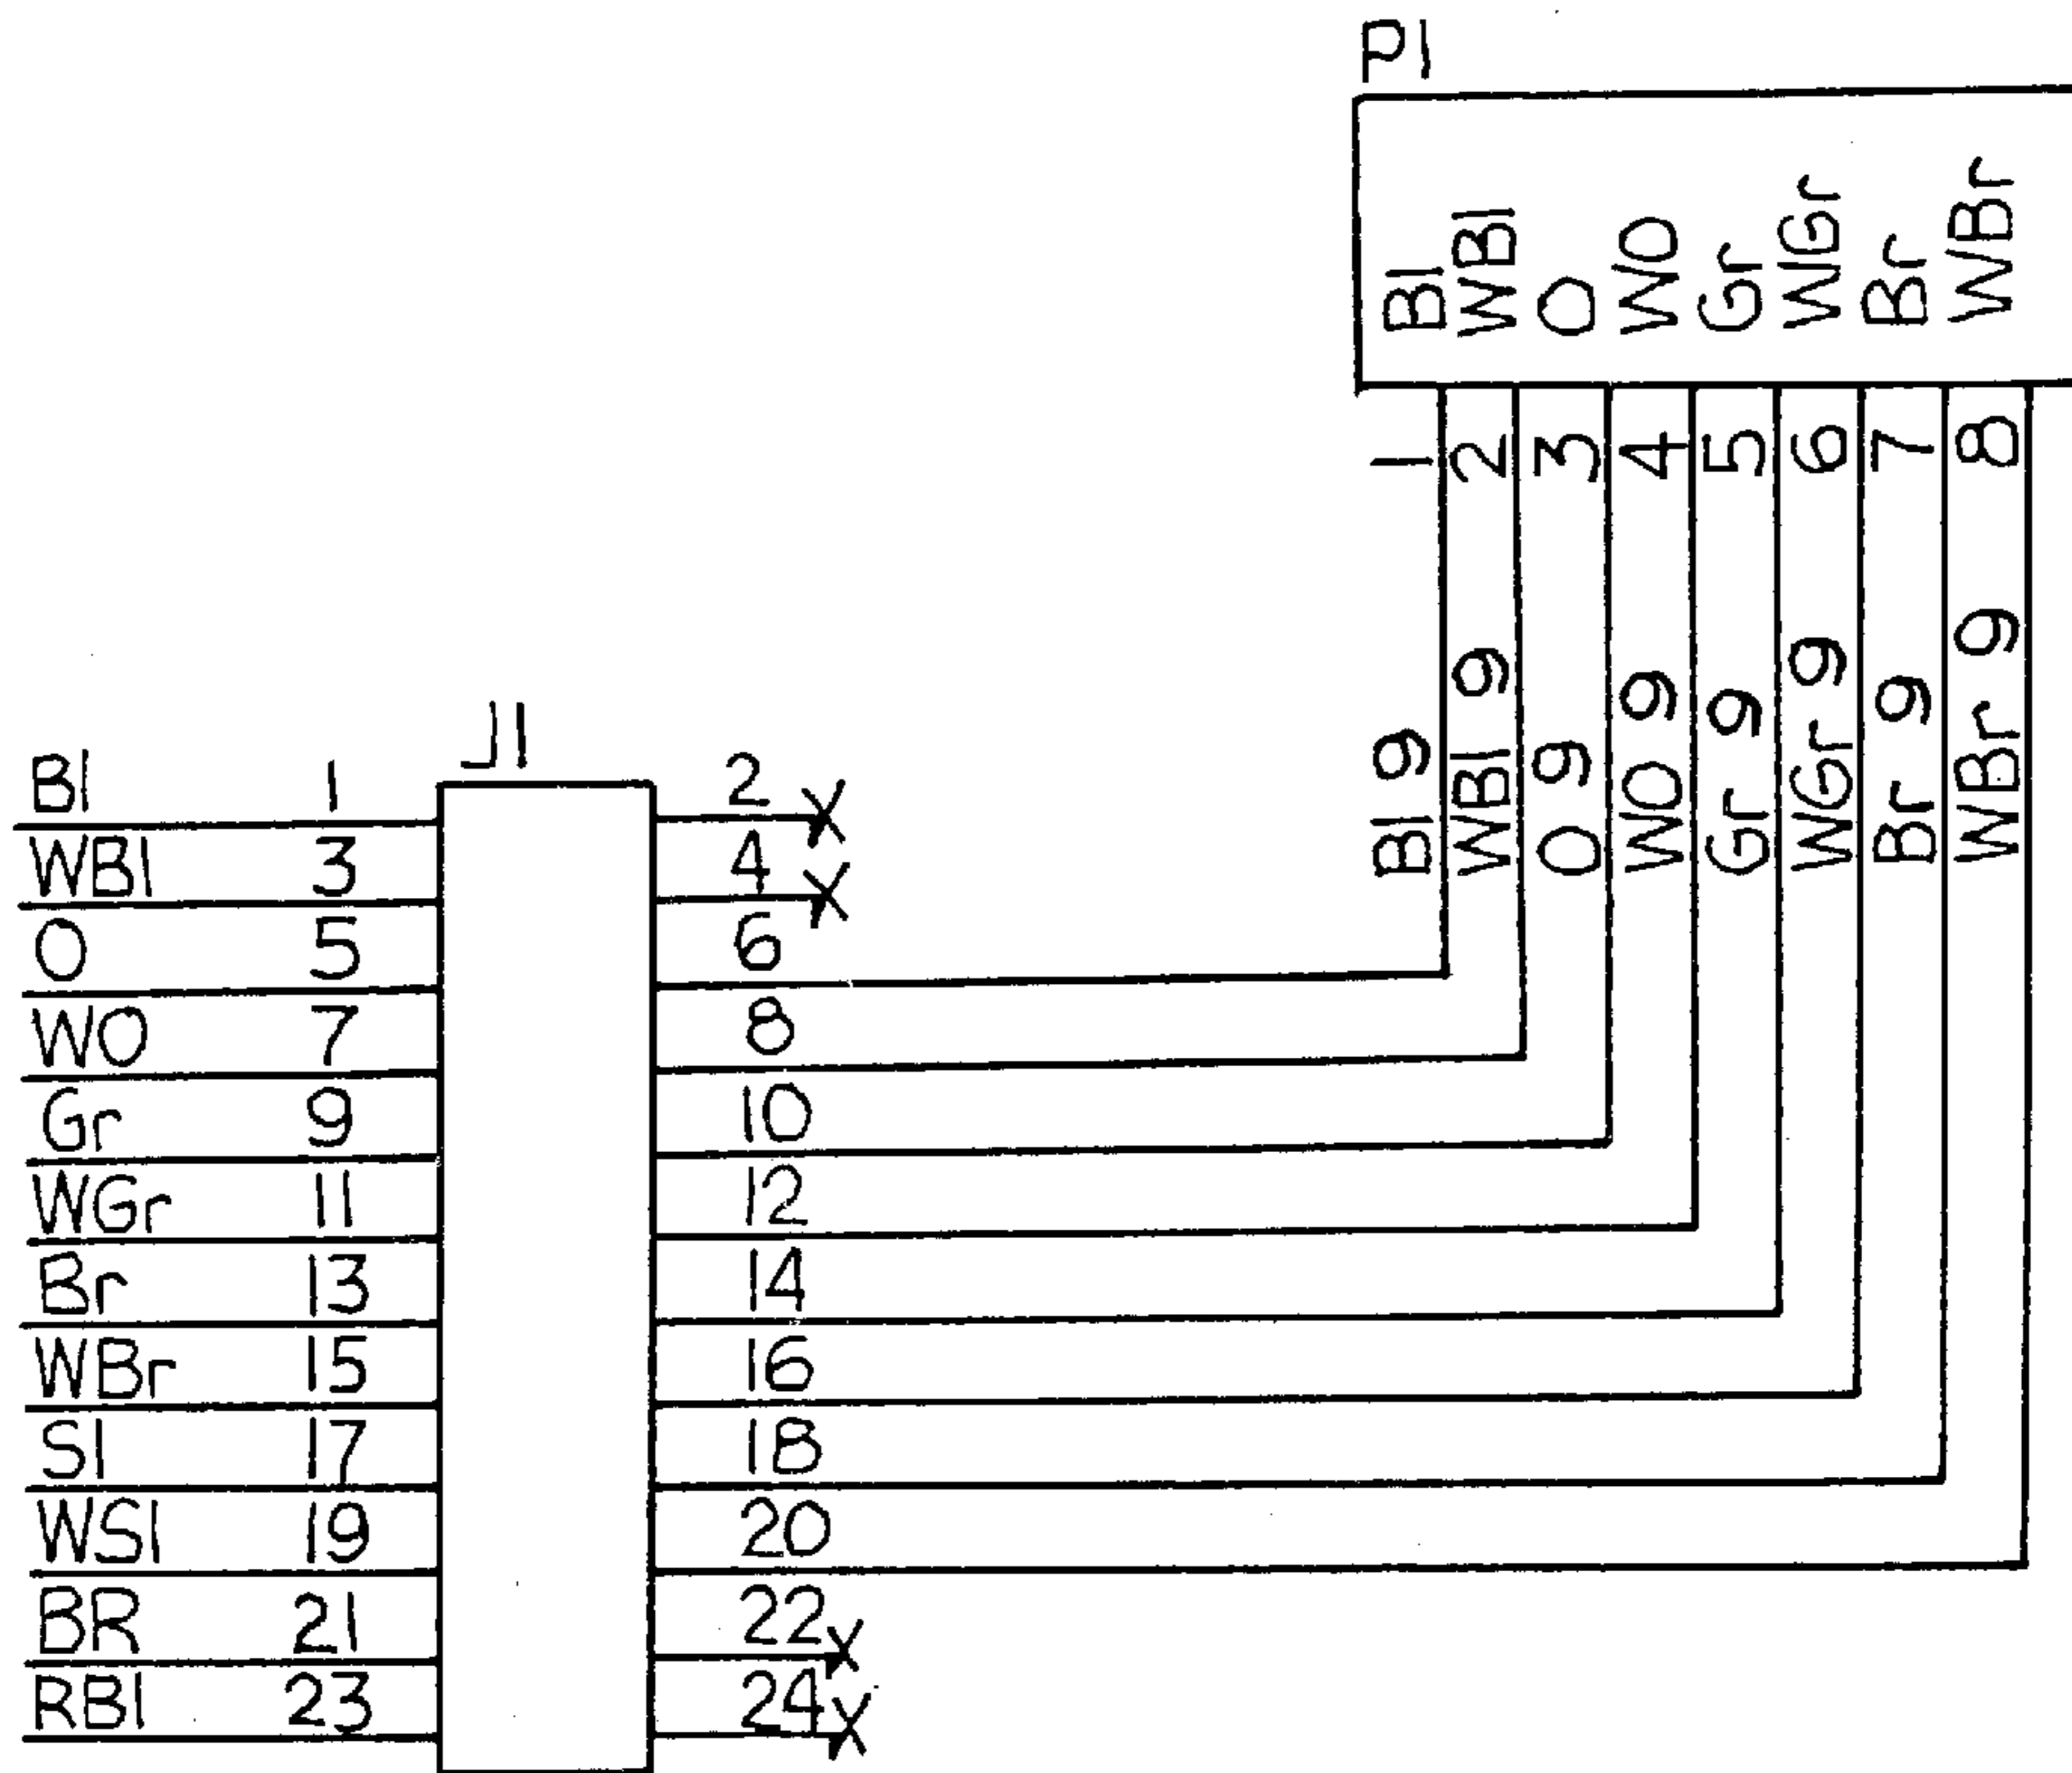 P1
Bl
WBl
O
WO
Gr
WGr
Br
WBr
1
2
3
4
5
6
7
8
Bl 9
WBl 9
O 9
WO 9
Gr 9
WGr 9
Br 9
WBr 9
J1
Bl 1 2
WBl 3 4
O 5 6
WO 7 8
Gr 9 10
WGr 11 12
Br 13 14
WBr 15 16
Sl 17 18
WSl 19 20
BR 21 22
RBl 23 24